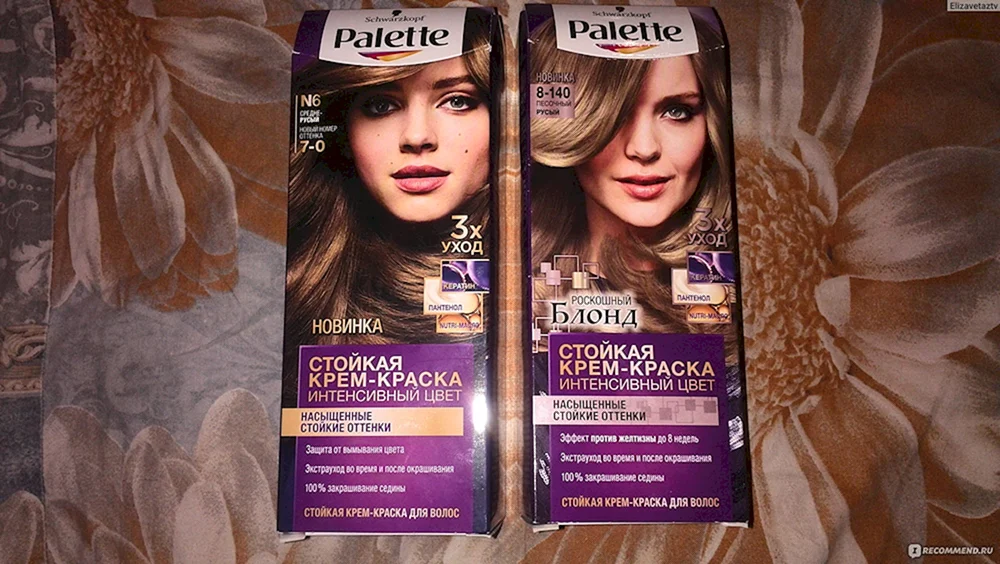 Elizavetaztv
Schwarzkopf
Palette
N6
СРЕДНЕ-
РУСЫЙ
НОВЫЙ НОМЕР
ОТТЕНКА
7-0
3x
УХОД
КЕРАТИН
ПАНТЕНОЛ
НОВИНКА
СТОЙКАЯ
КРЕМ-КРАСКА
ИНТЕНСИВНЫЙ ЦВЕТ
НАСЫЩЕННЫЕ
СТОЙКИЕ ОТТЕНКИ
Защита от вымывания цвета
Экстрауход во время и после окрашивания
100% закрашивание седины
СТОЙКАЯ КРЕМ-КРАСКА ДЛЯ ВОЛОС
Schwarzkopf
Palette
НОВИНКА
8-140
ПЕСОЧНЫЙ
РУСЫЙ
3x
УХОД
КЕРАТИН
ПАНТЕНОЛ
РОСКОШНЫЙ
БЛОНД
СТОЙКАЯ
КРЕМ-КРАСКА
ИНТЕНСИВНЫЙ ЦВЕТ
НАСЫЩЕННЫЕ
СТОЙКИЕ ОТТЕНКИ
Эффект против желтизны до 8 недель
Экстрауход во время и после окрашивания
100% закрашивание седины
СТОЙКАЯ КРЕМ-КРАСКА ДЛЯ ВОЛОС
IRECOMMEND.RU